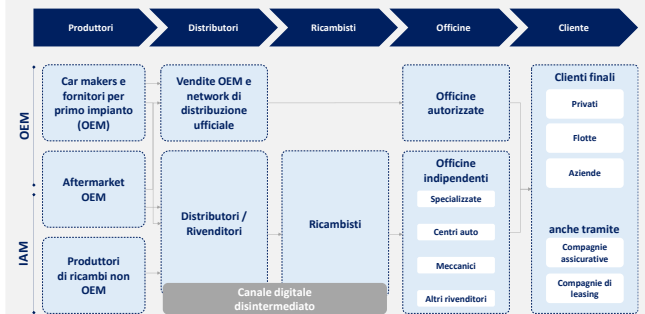 Produttori
Distributori
Ricambisti
Officine
Cliente
OEM
IAM
Car makers e
fornitori per
primo impianto
(OEM)
Aftermarket
OEM
Produttori
di ricambi non
OEM
Vendite OEM e
network di
distribuzione
ufficiale
Distributori /
Rivenditori
Ricambisti
Canale digitale
disintermediato
Officine
autorizzate
Officine
indipendenti
Specializzate
Centri auto
Meccanici
Altri rivenditori
Clienti finali
Privati
Flotte
Aziende
anche tramite
Compagnie
assicurative
Compagnie di
leasing